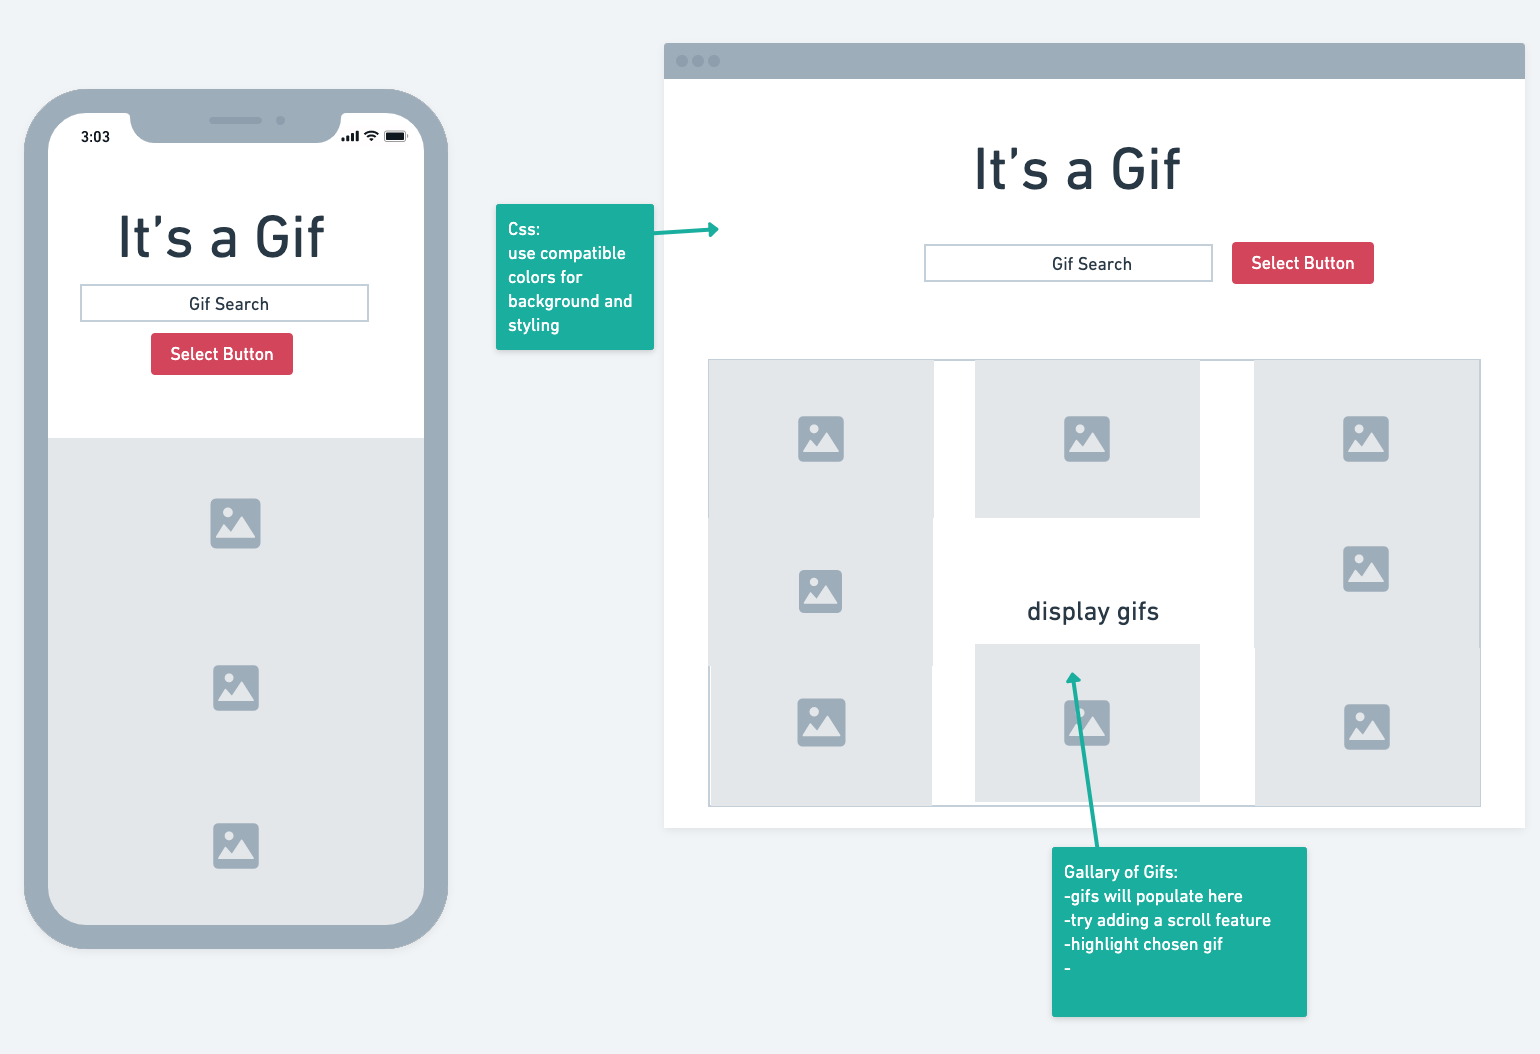 3:03
It's a Gif
Gif Search
Select Button
Css:
use compatible
colors for
background and
styling
It's a Gif
Gif Search
Select Button
display gifs
Gallary of Gifs:
-gifs will populate here
-try adding a scroll feature
-highlight chosen gif
-